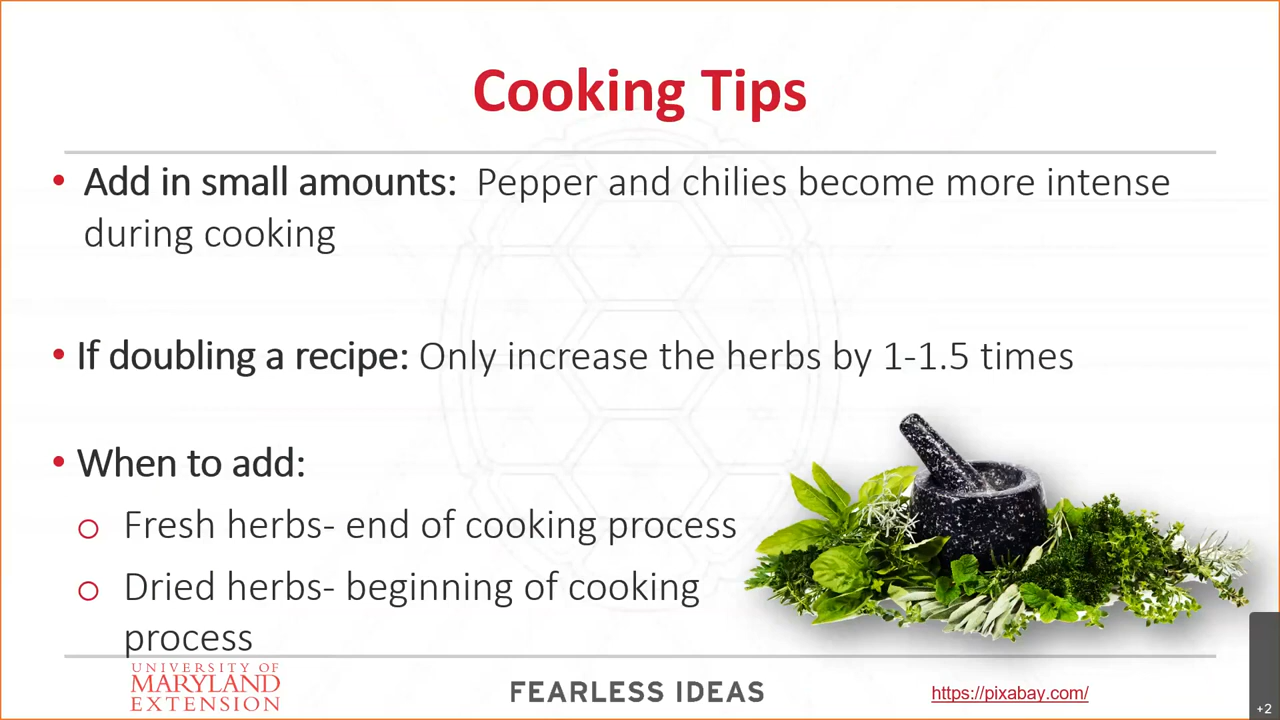 Cooking Tips
• Add in small amounts: Pepper and chilies become more intense
during cooking
• If doubling a recipe: Only increase the herbs by 1-1.5 times
• When to add:
o Fresh herbs- end of cooking process
o Dried herbs- beginning of cooking
process
UNIVERSITY OF
MARYLAND
EXTENSION
FEARLESS IDEAS
https://pixabay.com/
+2